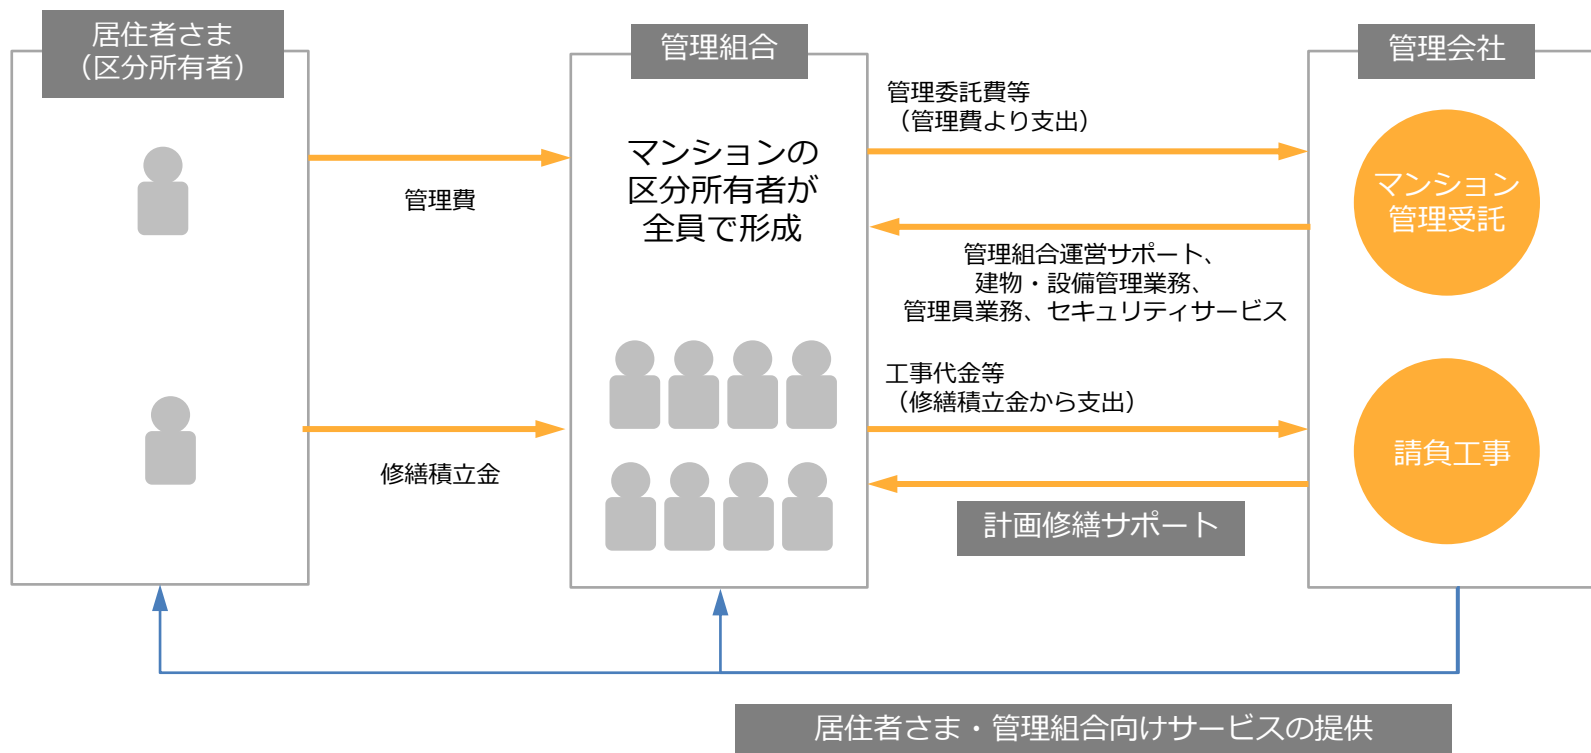 居住者さま
（区分所有者）
管理費
修繕積立金
管理組合
マンションの
区分所有者が
全員で形成
管理委託費等
（管理費より支出）
管理組合運営サポート、
建物・設備管理業務、
管理員業務、セキュリティサービス
工事代金等
（修繕積立金から支出）
計画修繕サポート
管理会社
マンション
管理受託
請負工事
居住者さま・管理組合向けサービスの提供